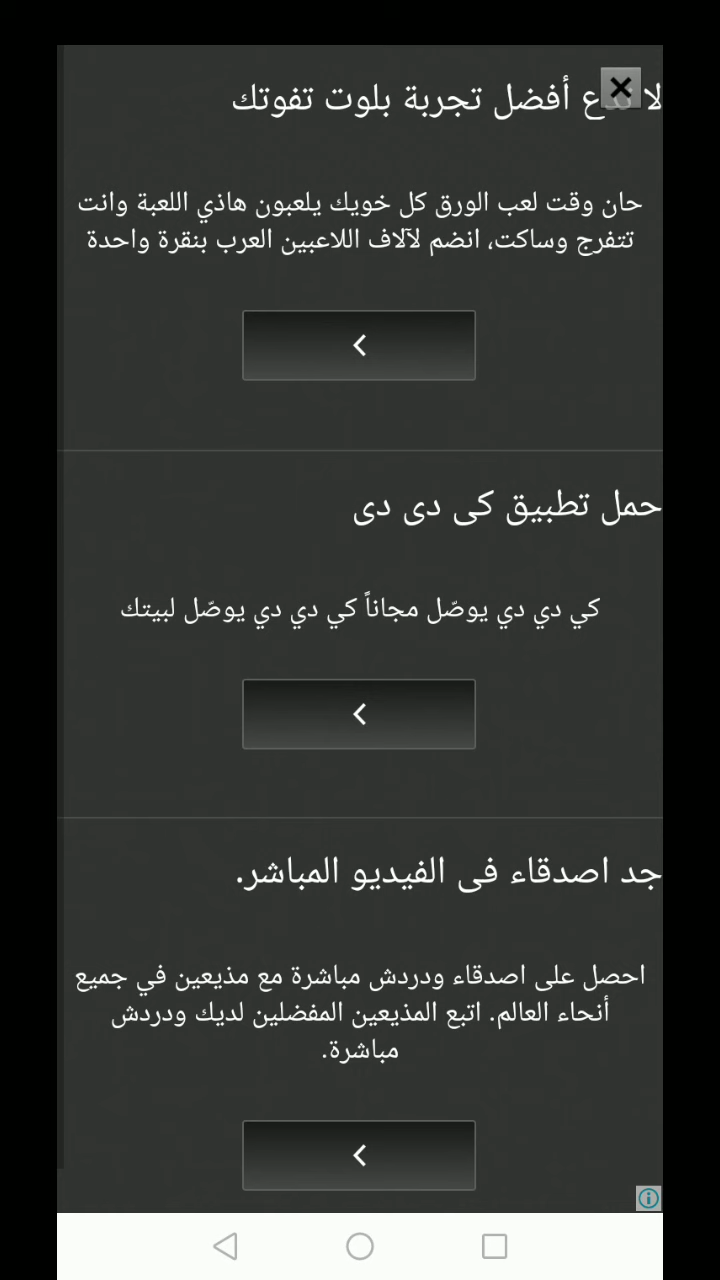 لا تدع أفضل تجربة بلوت تفوتك
حان وقت لعب الورق كل خويك يلعبون هاذي اللعبة وانت
تتفرج وساكت، انضم لآلاف اللاعبين العرب بنقرة واحدة
حمل تطبيق كى دى دى
كي دي دي يوصّل مجاناً كي دي دي يوصّل لبيتك
جد اصدقاء فى الفيديو المباشر.
احصل على اصدقاء ودردش مباشرة مع مذيعين في جميع
أنحاء العالم. اتبع المذيعين المفضلين لديك ودردش
مباشرة.